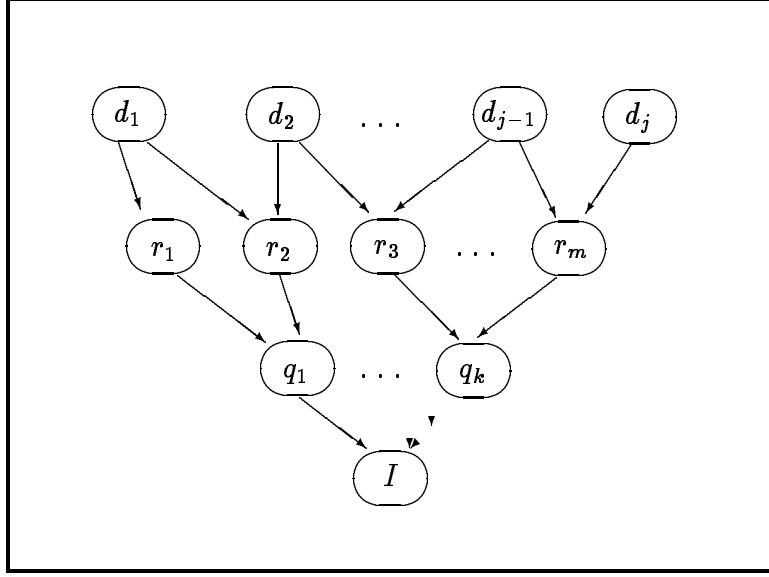 d₁ d₂ . . . dⱼ₋₁ dⱼ
r₁ r₂ r₃ . . . rₘ
q₁ . . . qₖ
I